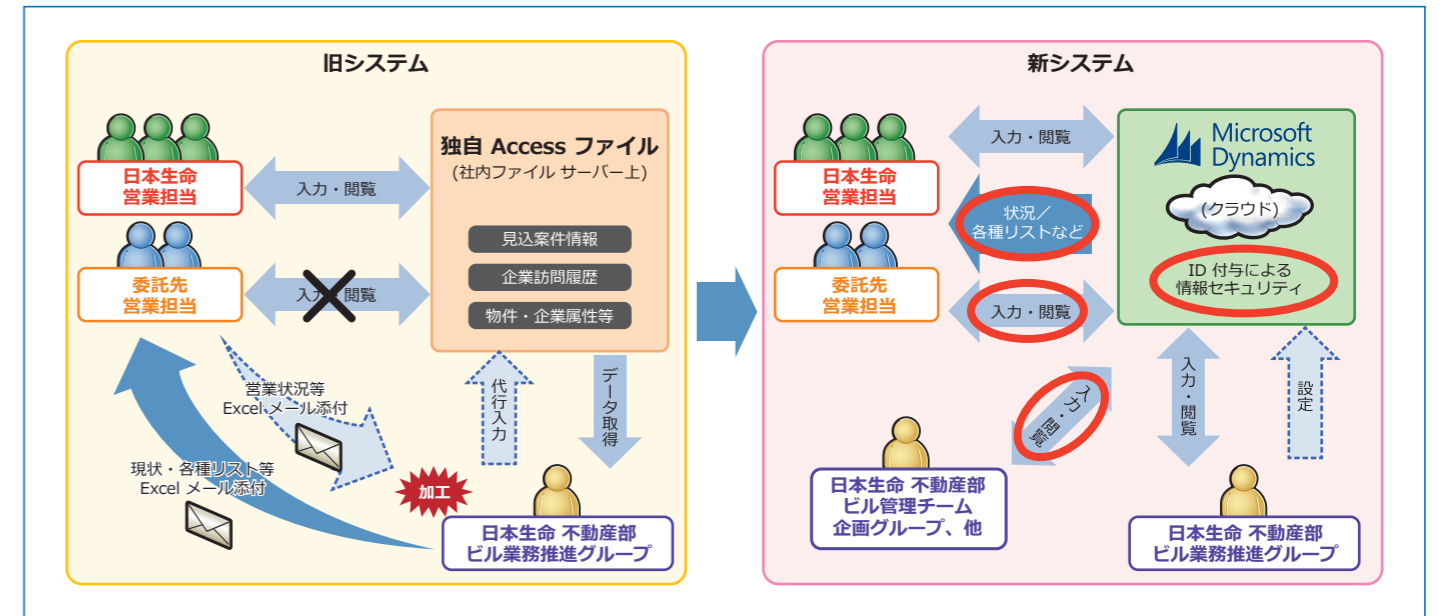 旧システム
日本生命
営業担当
委託先
営業担当
入力・閲覧
入力・閲覧
独自 Access ファイル
(社内ファイル サーバー上)
見込案件情報
企業訪問履歴
物件・企業属性等
営業状況等
Excel メール添付
現状・各種リスト等
Excel メール添付
代行入力
データ取得
加工
日本生命 不動産部
ビル業務推進グループ
新システム
日本生命
営業担当
委託先
営業担当
入力・閲覧
状況／
各種リストなど
入力・閲覧
Microsoft
Dynamics
(クラウド)
ID 付与による
情報セキュリティ
入力・閲覧
入力・閲覧
設定
日本生命 不動産部
ビル管理チーム
企画グループ、他
日本生命 不動産部
ビル業務推進グループ